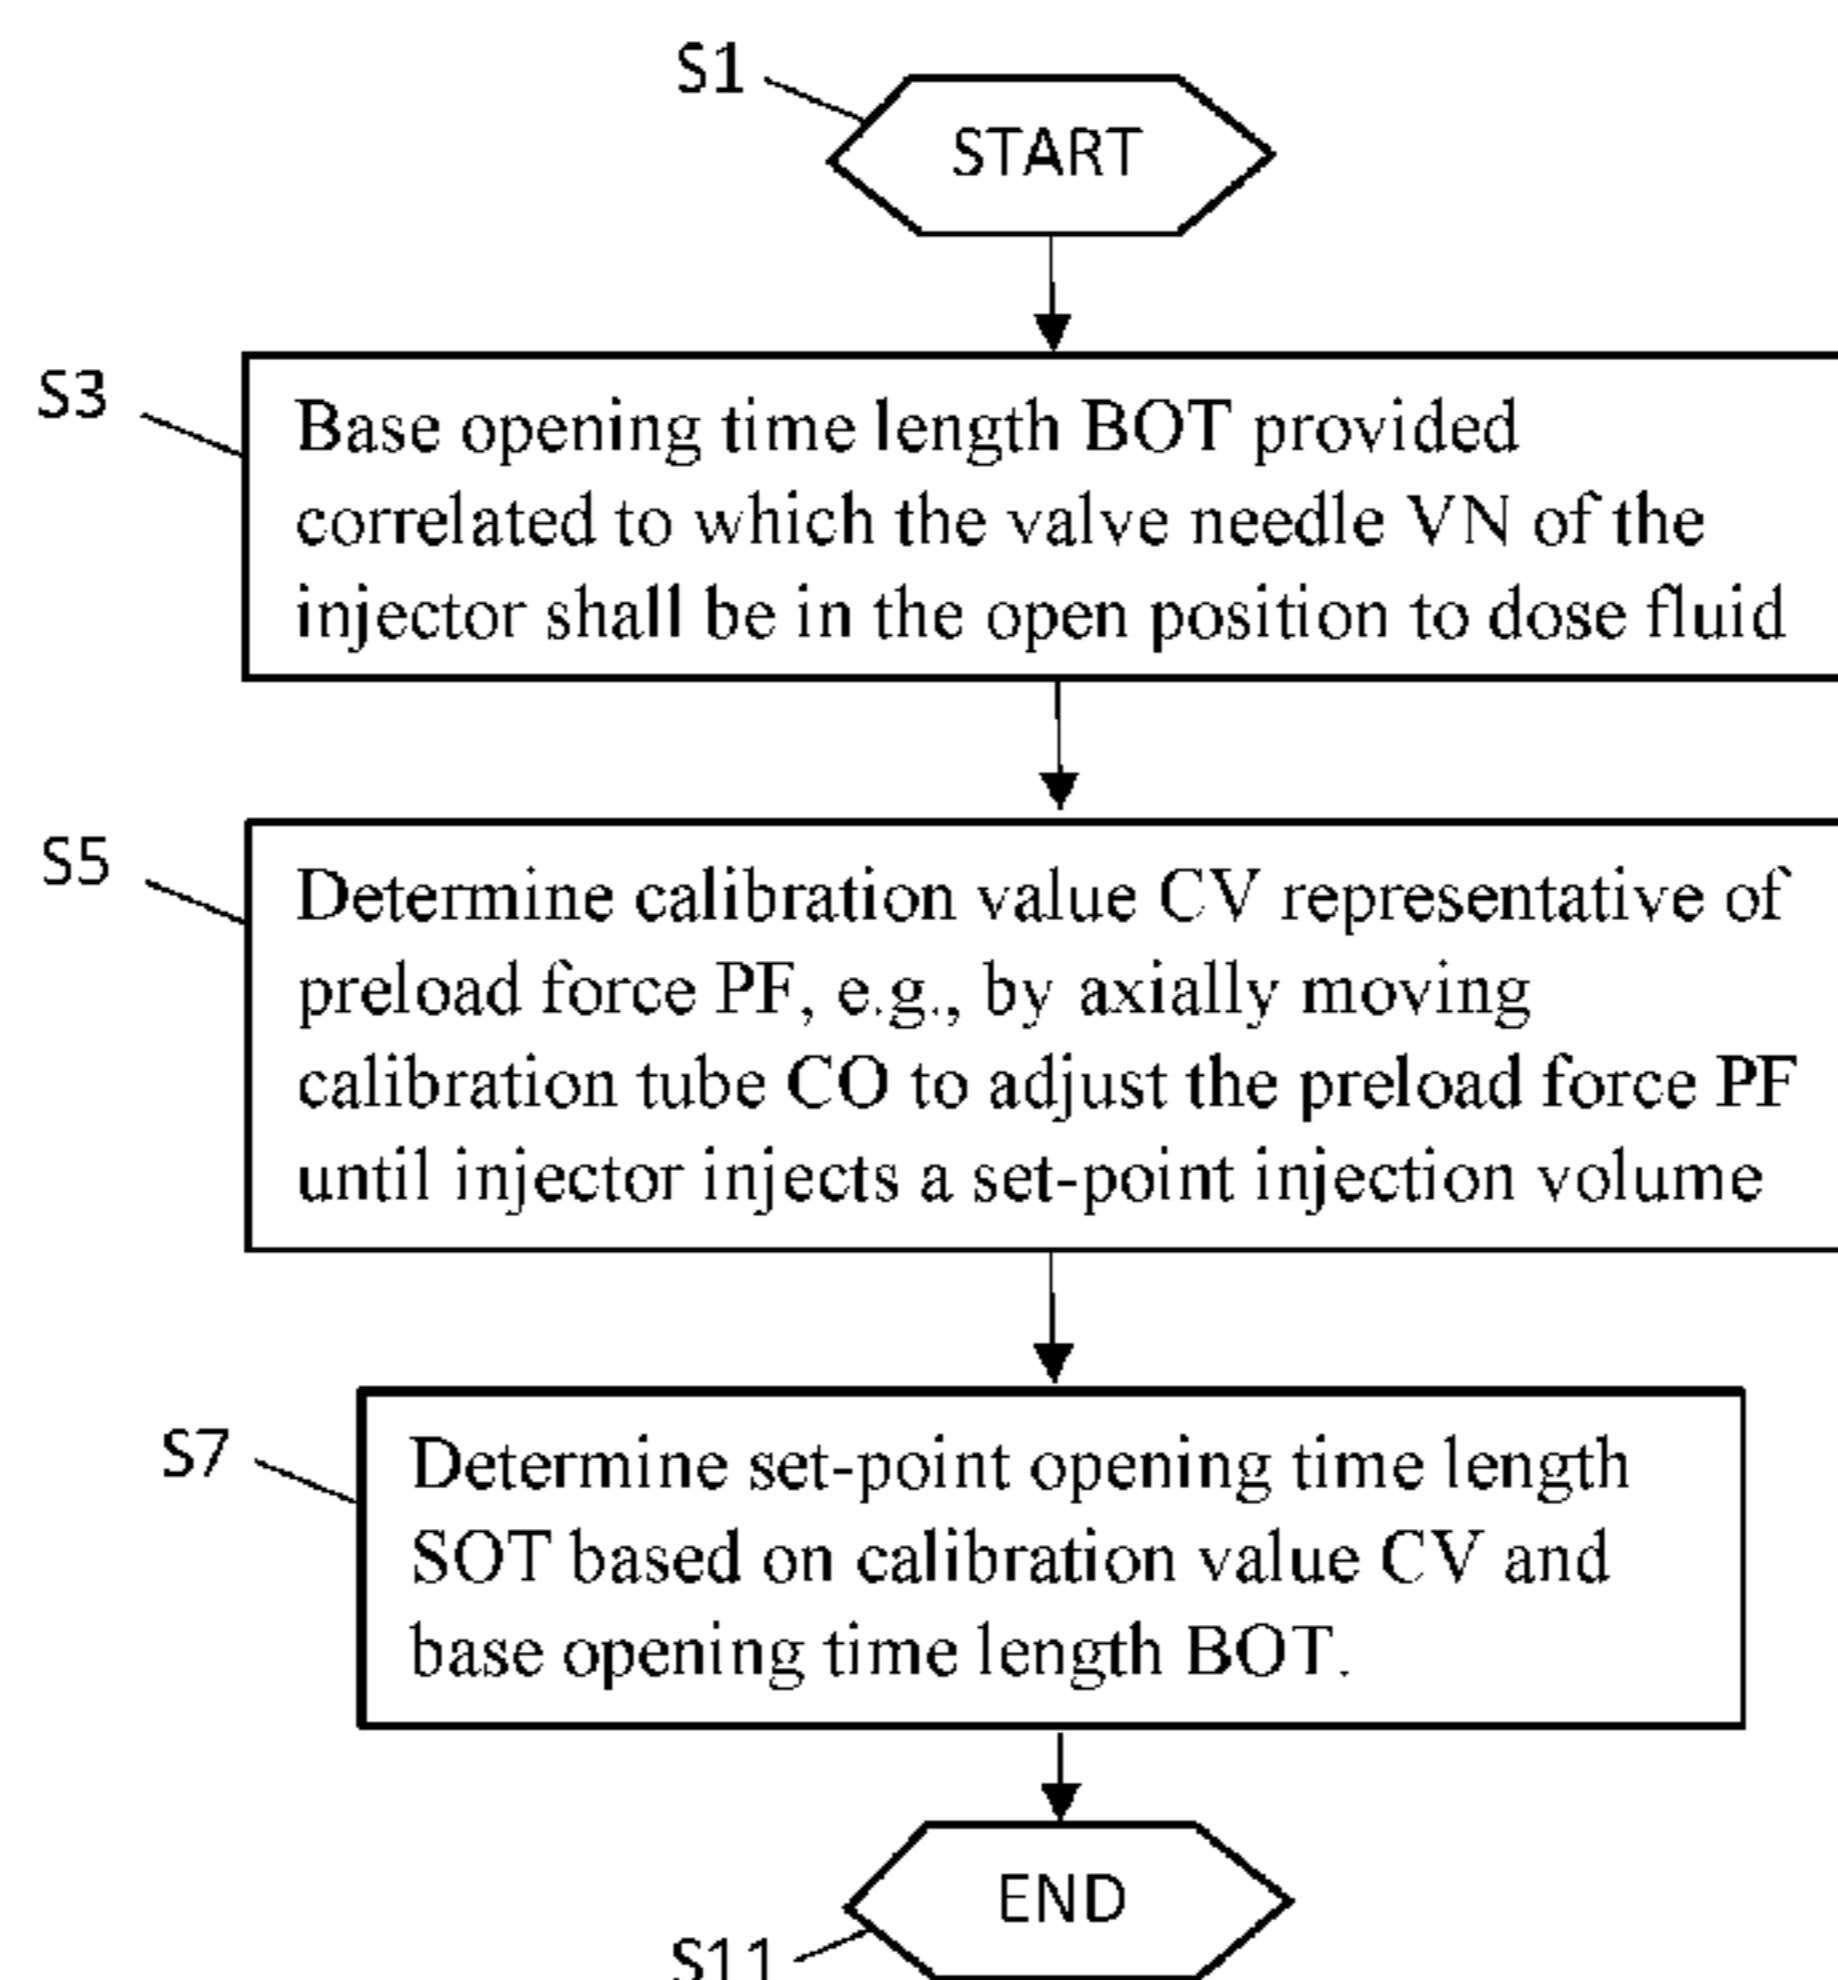 S1
START
S3
Base opening time length BOT provided
correlated to which the valve needle VN of the
injector shall be in the open position to dose fluid
S5
Determine calibration value CV representative of
preload force PF, e.g., by axially moving
calibration tube CO to adjust the preload force PF
until injector injects a set-point injection volume
S7
Determine set-point opening time length
SOT based on calibration value CV and
base opening time length BOT.
END
S11